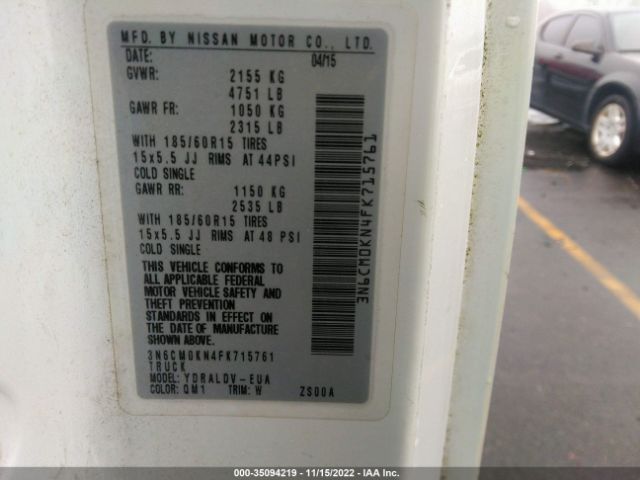 MFD. BY NISSAN MOTOR CO., LTD.
DATE: 04/15
GVWR: 2155 KG
4751 LB
GAWR FR: 1050 KG
2315 LB
WITH 185/60R15 TIRES
15x5.5 JJ RIMS AT 44PSI
COLD SINGLE
GAWR RR: 1150 KG
2535 LB
WITH 185/60R15 TIRES
15x5.5 JJ RIMS AT 48 PSI
COLD SINGLE
THIS VEHICLE CONFORMS TO
ALL APPLICABLE FEDERAL
MOTOR VEHICLE SAFETY AND
THEFT PREVENTION
STANDARDS IN EFFECT ON
THE DATE OF MANUFACTURE
SHOWN ABOVE.
3N6CM0KN4FK715761
TRUCK
MODEL: YDRALDV-EUA
COLOR: QM1 TRIM: W ZS00A
3N6CM0KN4FK715761
000-35094219 - 11/15/2022 - IAA Inc.